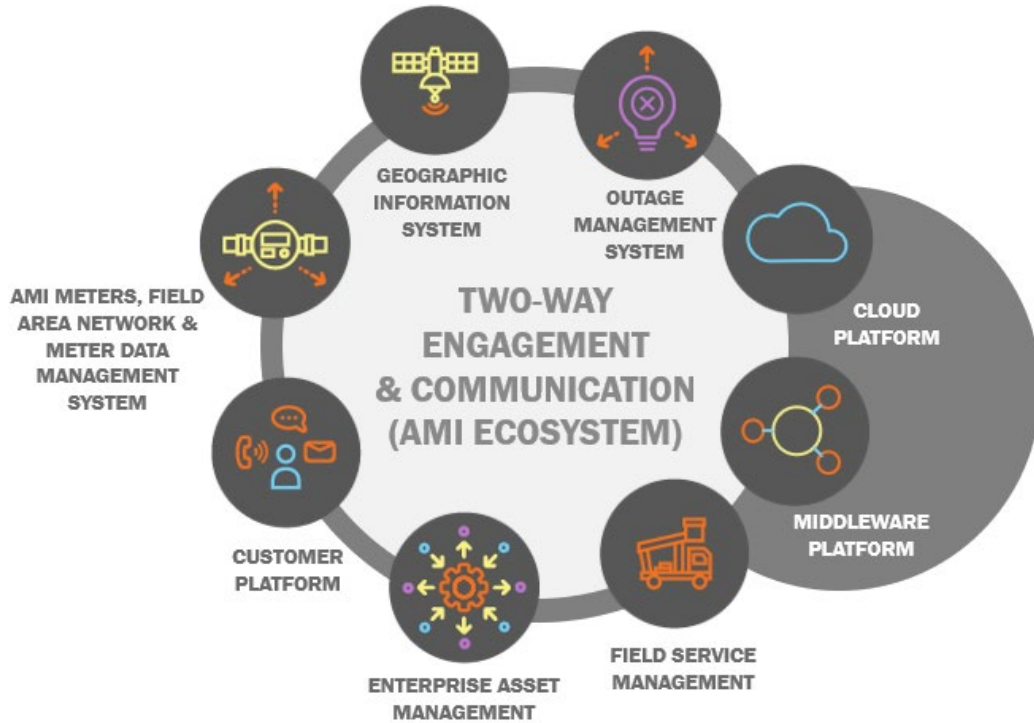 GEOGRAPHIC
INFORMATION
SYSTEM
OUTAGE
MANAGEMENT
SYSTEM
CLOUD
PLATFORM
MIDDLEWARE
PLATFORM
FIELD SERVICE
MANAGEMENT
ENTERPRISE ASSET
MANAGEMENT
CUSTOMER
PLATFORM
AMI METERS, FIELD
AREA NETWORK &
METER DATA
MANAGEMENT
SYSTEM
TWO-WAY
ENGAGEMENT
& COMMUNICATION
(AMI ECOSYSTEM)